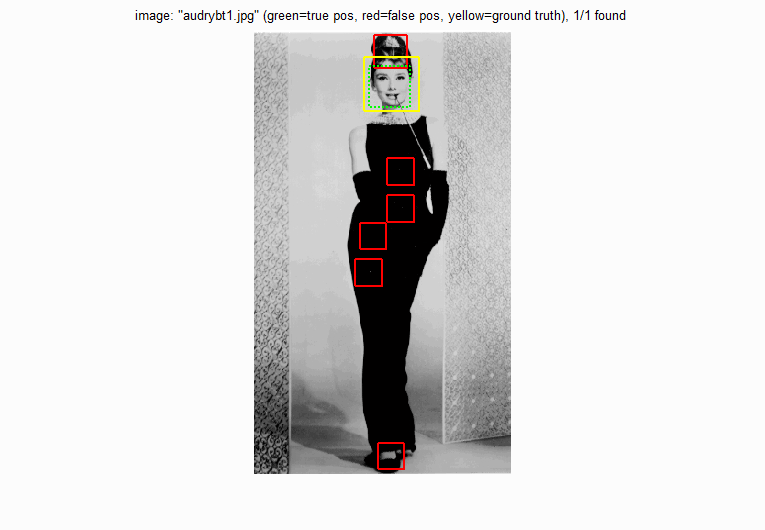 image: "audrybt1.jpg" (green=true pos, red=false pos, yellow=ground truth), 1/1 found